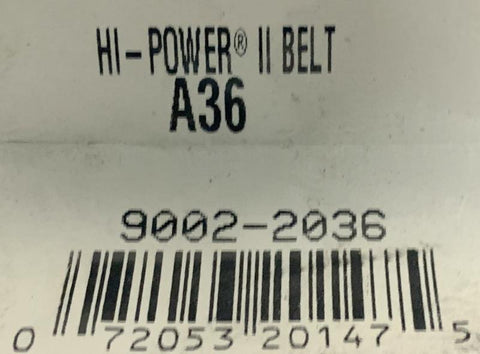 HI-POWER® II BELT
A36
9002-2036
0 72053 20147 5